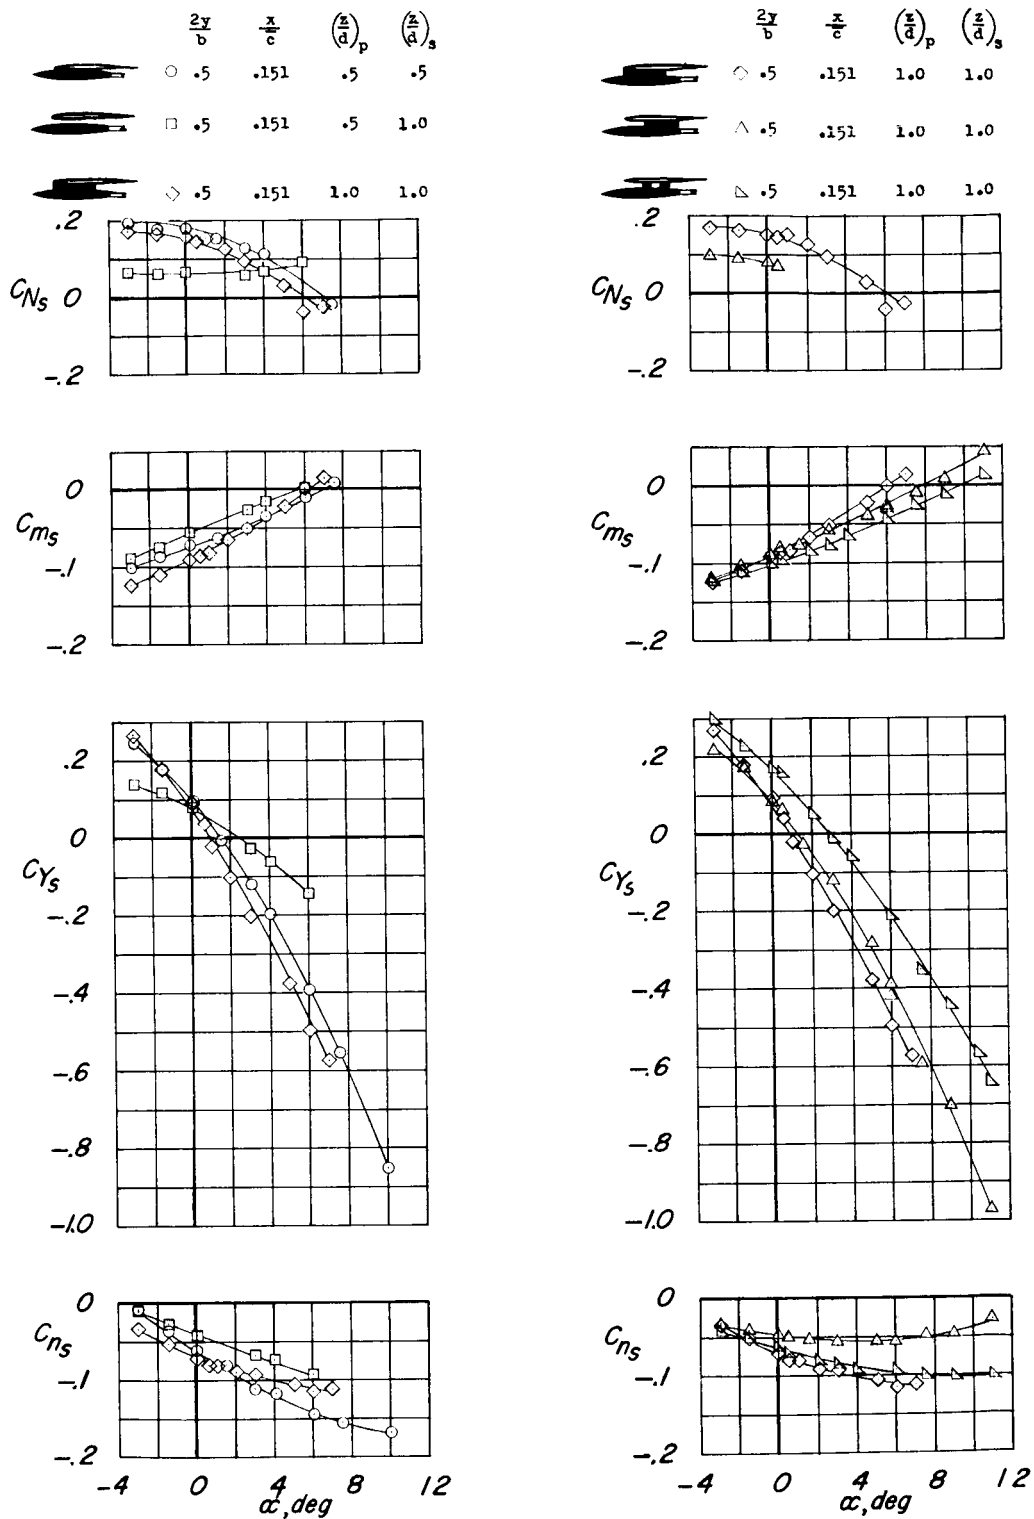 2y/b x/c (z/d)p (z/d)s
○ .5 .151 .5 .5
□ .5 .151 .5 1.0
◇ .5 .151 1.0 1.0
.2
CNs 0
-.2
0
Cms
-.1
-.2
.2
0
CYs
-.2
-.4
-.6
-.8
-1.0
0
Cns
-.1
-.2
-4 0 4 8 12
α, deg
2y/b x/c (z/d)p (z/d)s
◇ .5 .151 1.0 1.0
△ .5 .151 1.0 1.0
◺ .5 .151 1.0 1.0
.2
CNs 0
-.2
0
Cms
-.1
-.2
.2
0
CYs
-.2
-.4
-.6
-.8
-1.0
0
Cns
-.1
-.2
-4 0 4 8 12
α, deg